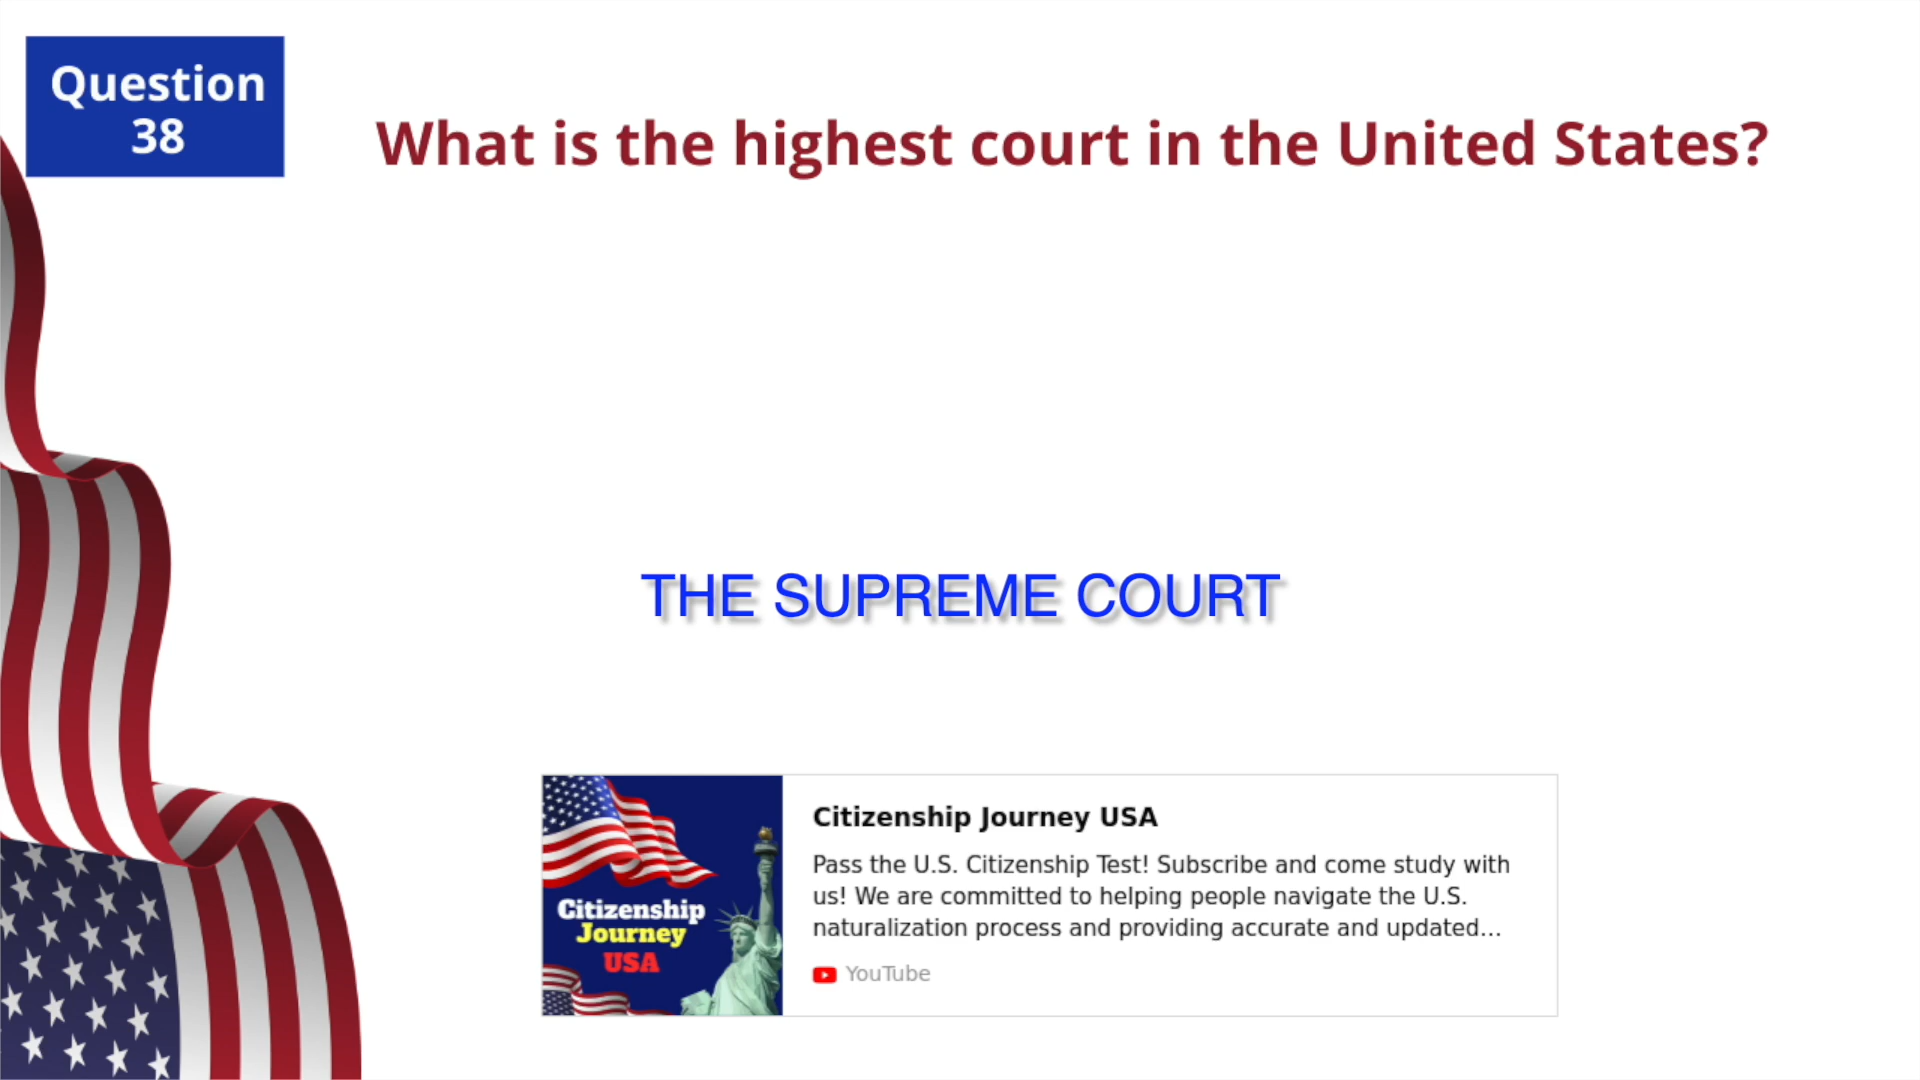 Question
38
What is the highest court in the United States?
THE SUPREME COURT
Citizenship
Journey
USA
Citizenship Journey USA
Pass the U.S. Citizenship Test! Subscribe and come study with
us! We are committed to helping people navigate the U.S.
naturalization process and providing accurate and updated...
YouTube